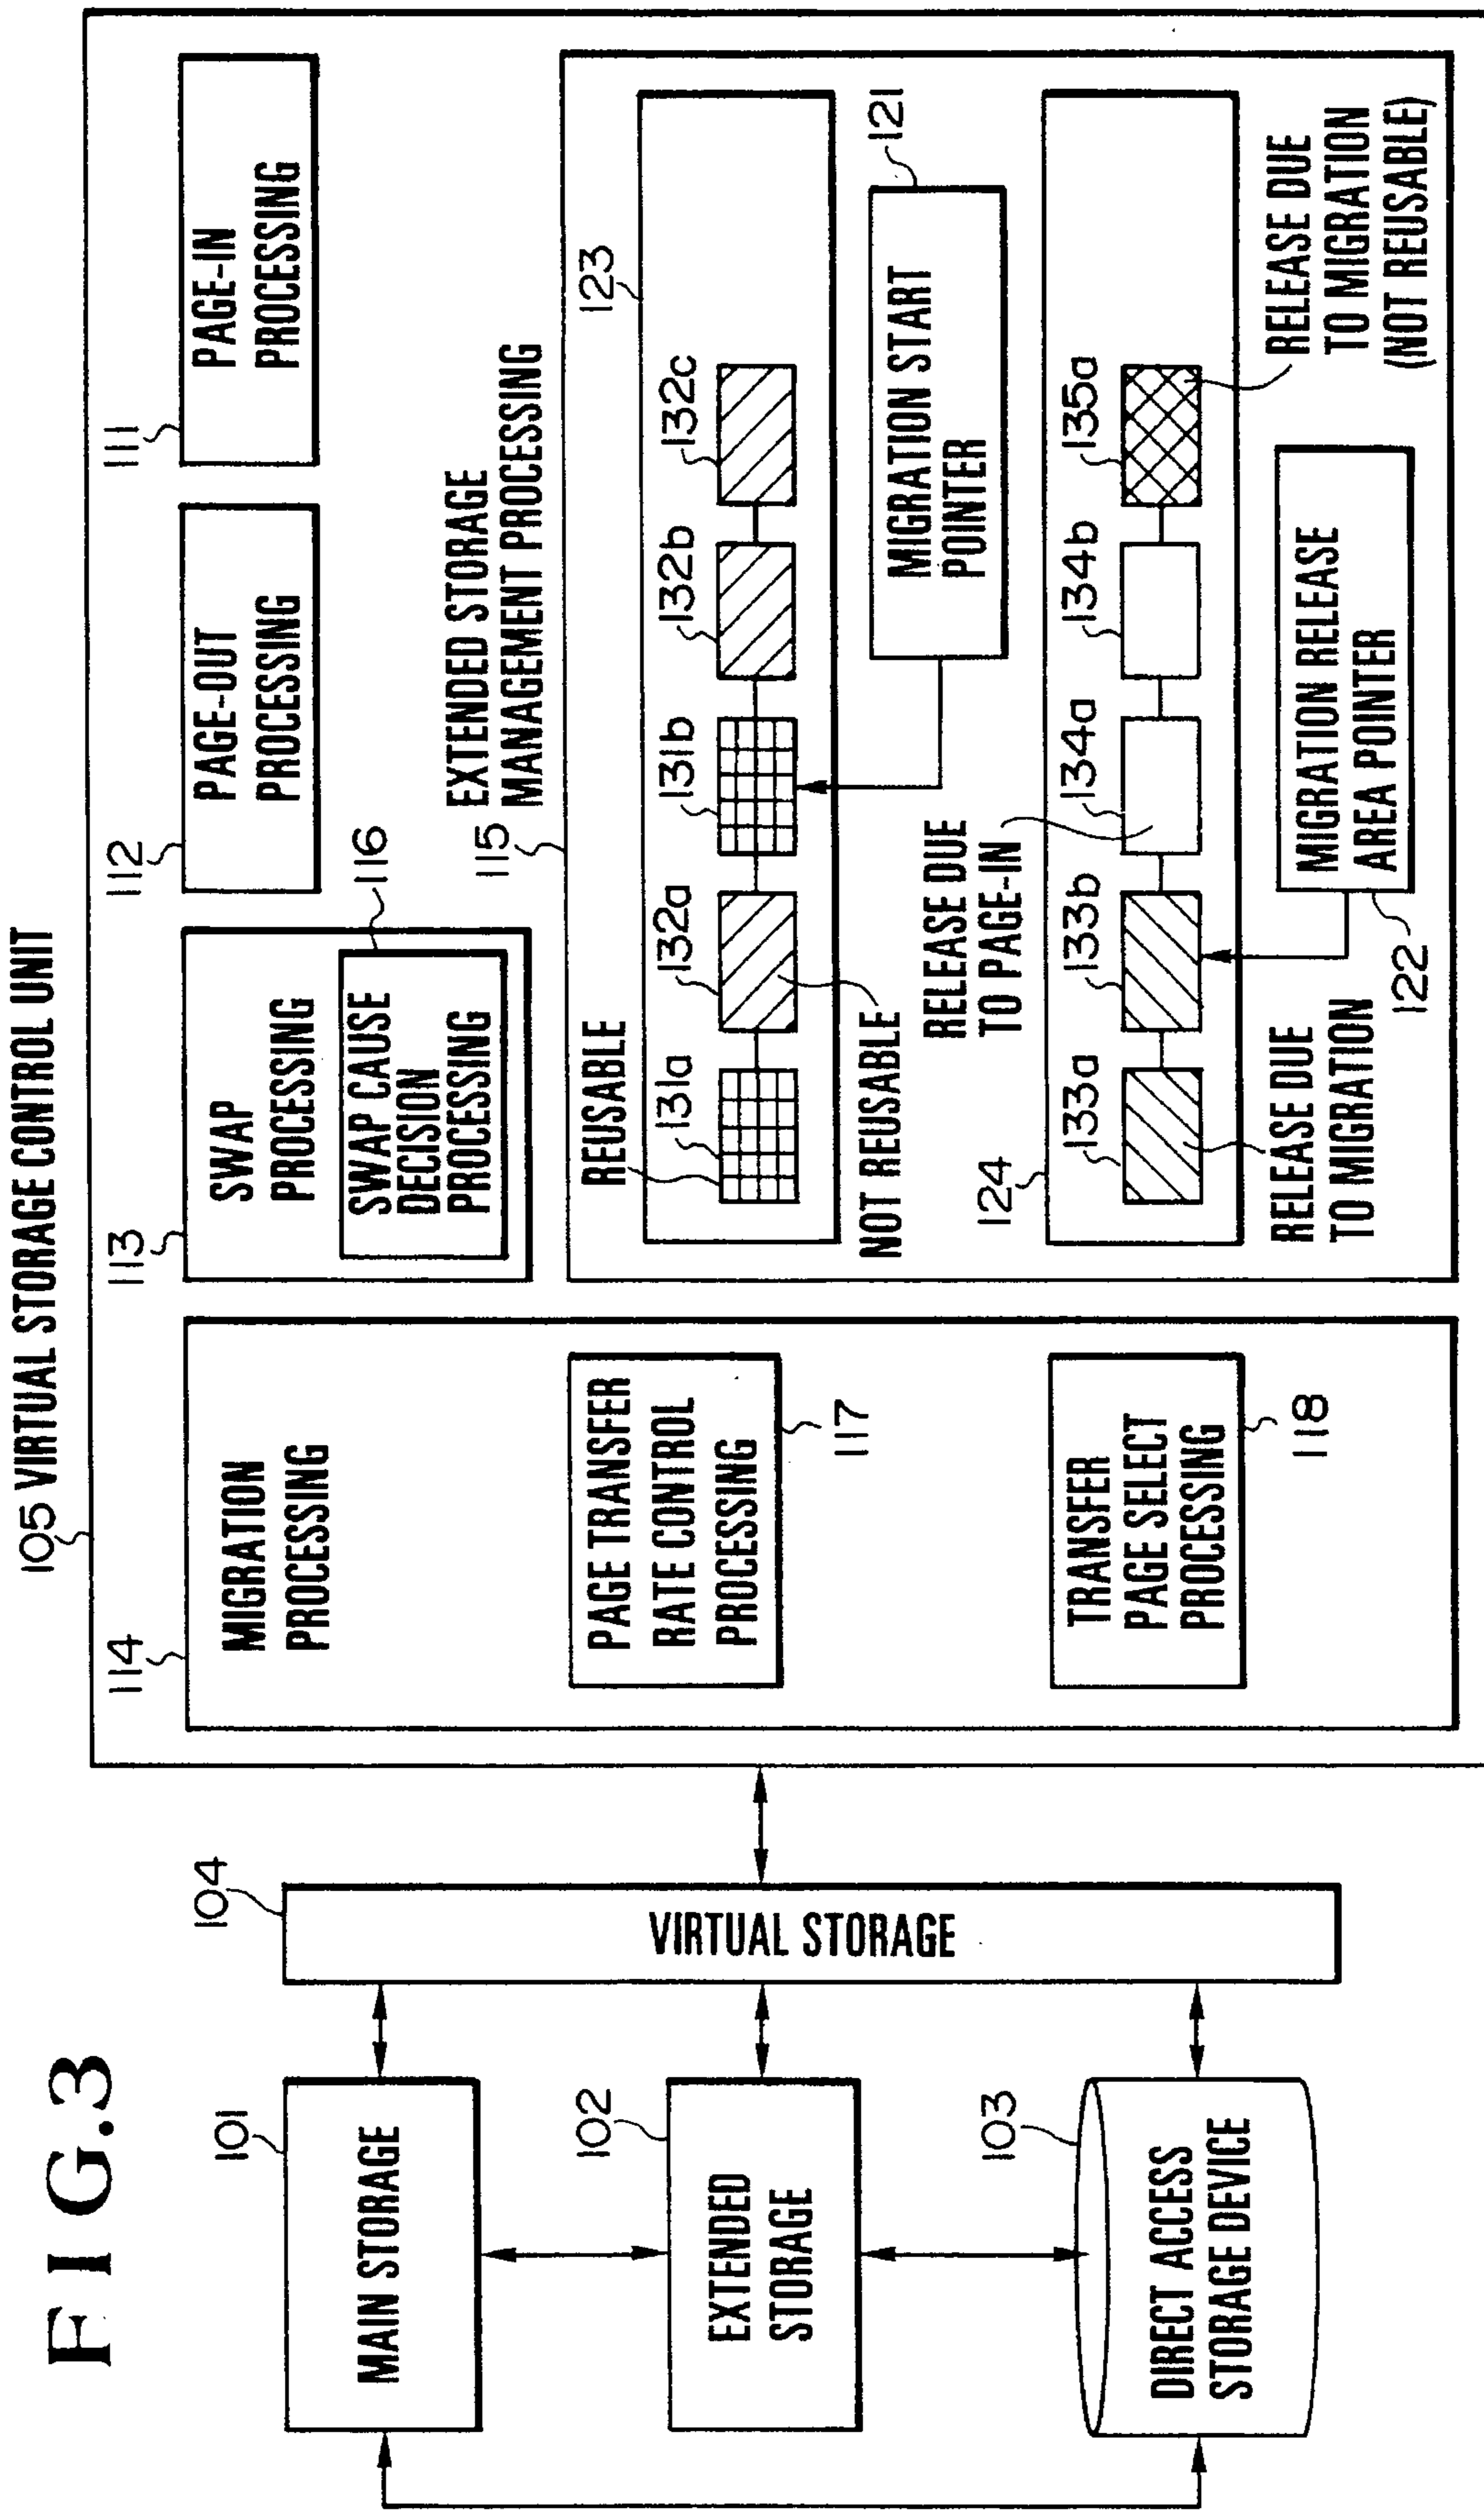 FIG.3
105 VIRTUAL STORAGE CONTROL UNIT
101
MAIN STORAGE
102
EXTENDED
STORAGE
103
DIRECT ACCESS
STORAGE DEVICE
104
VIRTUAL STORAGE
114
MIGRATION
PROCESSING
PAGE TRANSFER
RATE CONTROL
PROCESSING
117
TRANSFER
PAGE SELECT
PROCESSING
118
113
SWAP
PROCESSING
116
SWAP CAUSE
DECISION
PROCESSING
112
PAGE-OUT
PROCESSING
111
PAGE-IN
PROCESSING
115
EXTENDED STORAGE
MANAGEMENT PROCESSING
123
REUSABLE
131a
132a
131b
132b
132c
NOT REUSABLE
121
MIGRATION START
POINTER
RELEASE DUE
TO PAGE-IN
124
133a
133b
134a
134b
135a
RELEASE DUE
TO MIGRATION
122
MIGRATION RELEASE
AREA POINTER
RELEASE DUE
TO MIGRATION
(NOT REUSABLE)